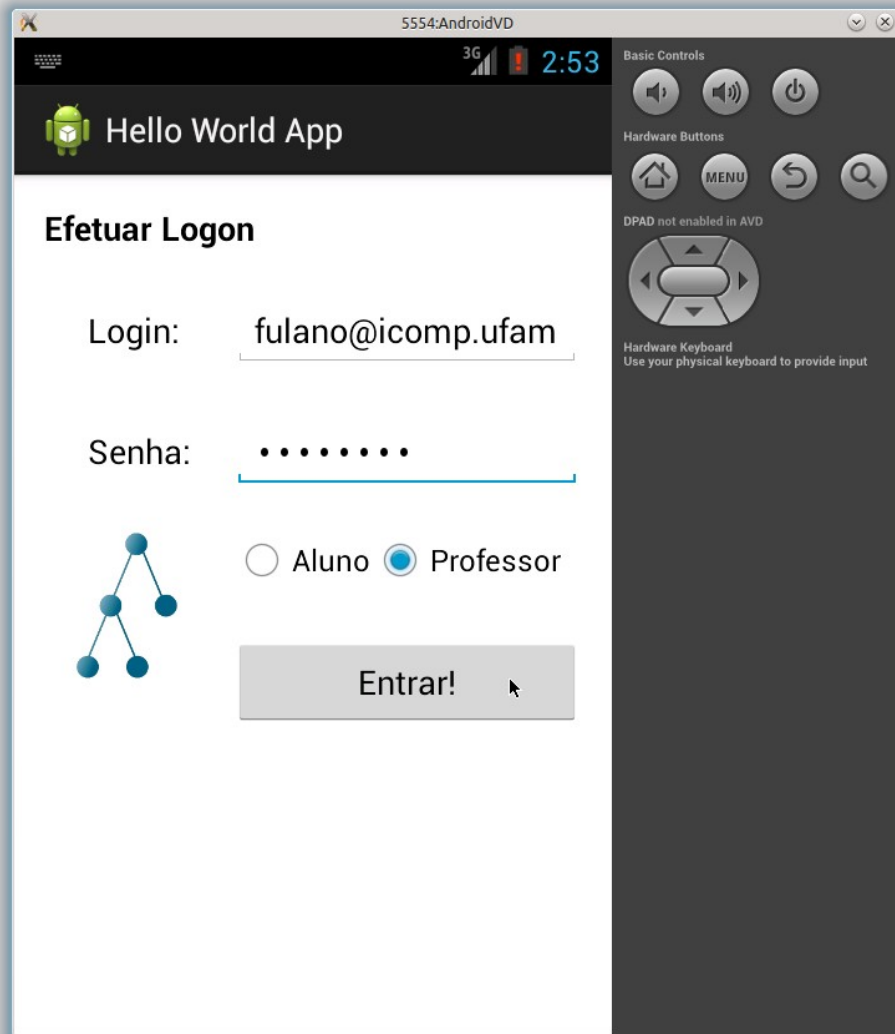 5554:AndroidVD
3G 2:53
Hello World App
Efetuar Logon
Login: fulano@icomp.ufam
Senha: ••••••••
Aluno Professor
Entrar!
Basic Controls
Hardware Buttons
MENU
DPAD not enabled in AVD
Hardware Keyboard
Use your physical keyboard to provide input